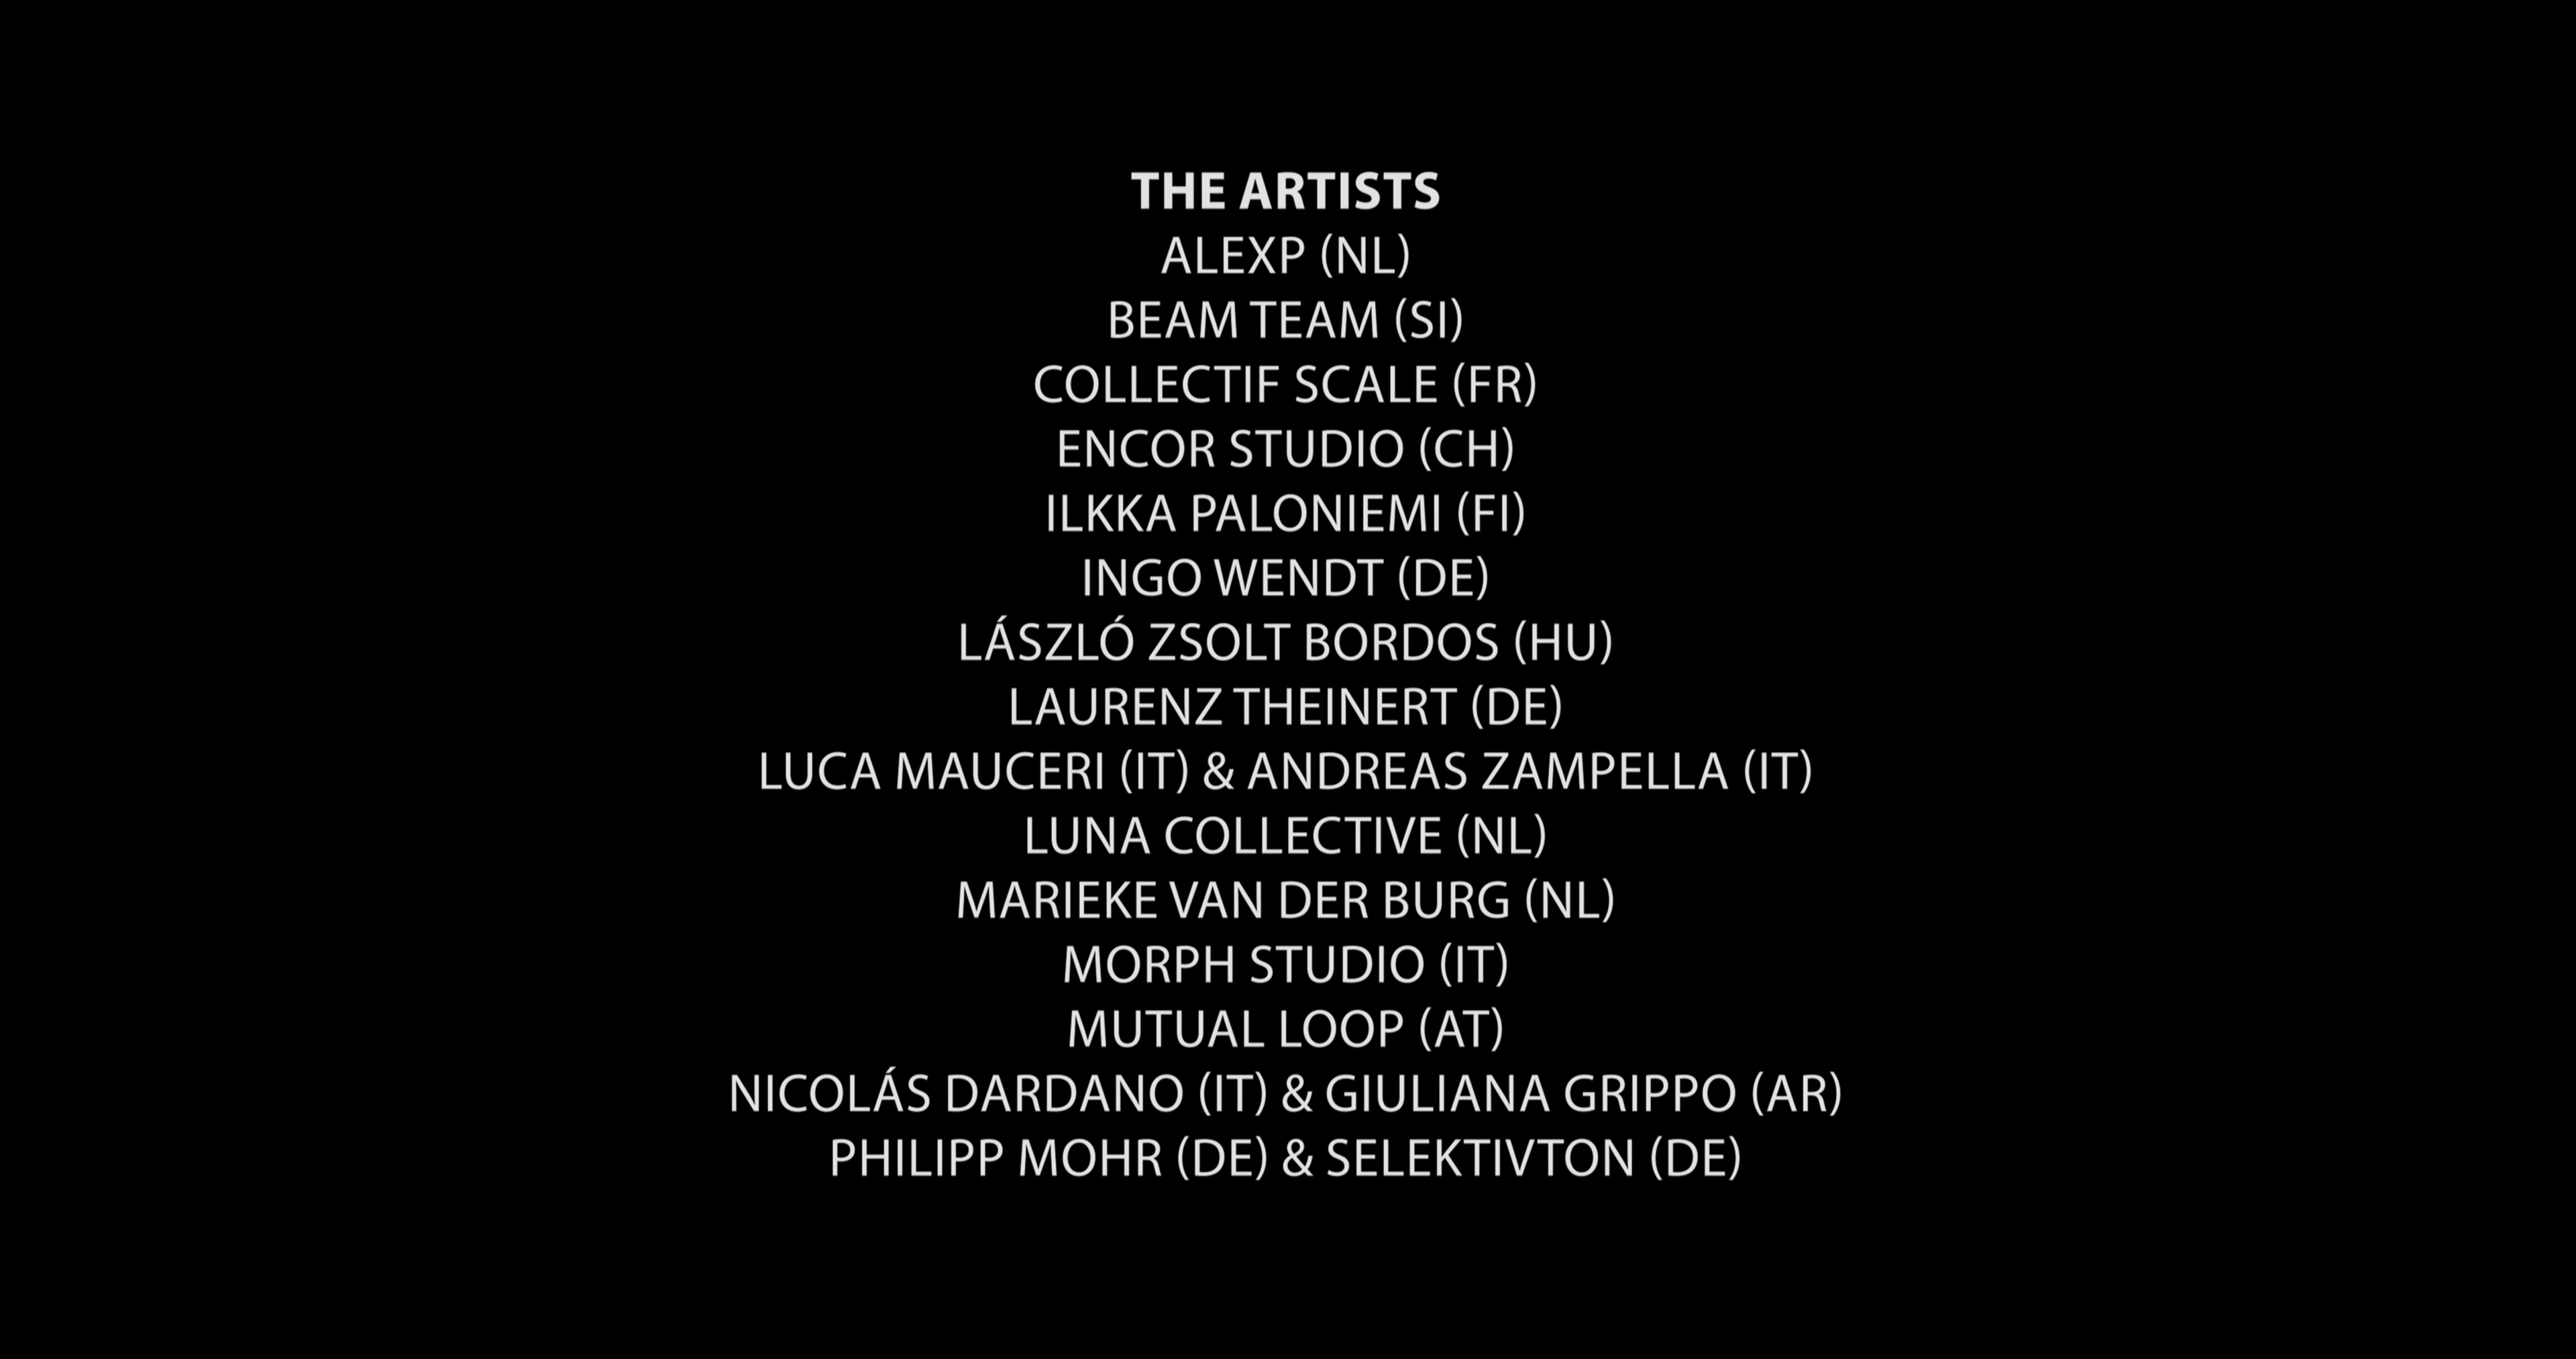 THE ARTISTS
ALEXP (NL)
BEAM TEAM (SI)
COLLECTIF SCALE (FR)
ENCOR STUDIO (CH)
ILKKA PALONIEMI (FI)
INGO WENDT (DE)
LÁSZLÓ ZSOLT BORDOS (HU)
LAURENZ THEINERT (DE)
LUCA MAUCERI (IT) & ANDREAS ZAMPELLA (IT)
LUNA COLLECTIVE (NL)
MARIEKE VAN DER BURG (NL)
MORPH STUDIO (IT)
MUTUAL LOOP (AT)
NICOLÁS DARDANO (IT) & GIULIANA GRIPPO (AR)
PHILIPP MOHR (DE) & SELEKTIVTON (DE)